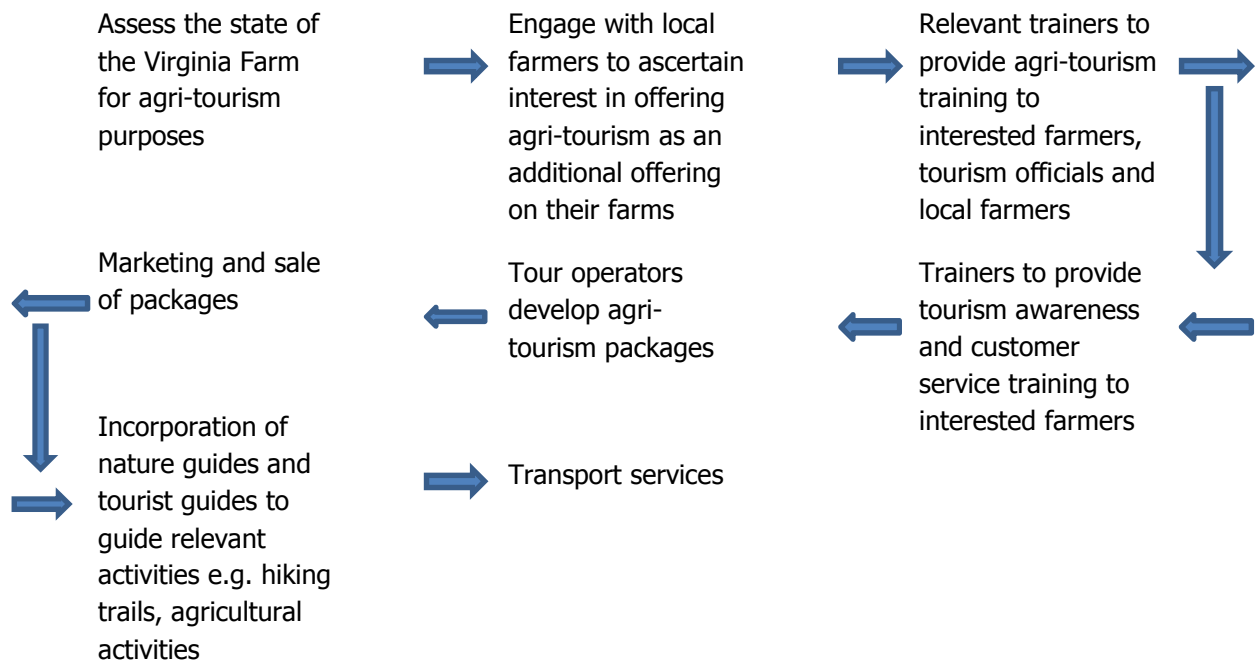 Assess the state of
the Virginia Farm
for agri-tourism
purposes
Engage with local
farmers to ascertain
interest in offering
agri-tourism as an
additional offering
on their farms
Relevant trainers to
provide agri-tourism
training to
interested farmers,
tourism officials and
local farmers
Trainers to provide
tourism awareness
and customer
service training to
interested farmers
Tour operators
develop agri-
tourism packages
Marketing and sale
of packages
Incorporation of
nature guides and
tourist guides to
guide relevant
activities e.g. hiking
trails, agricultural
activities
Transport services